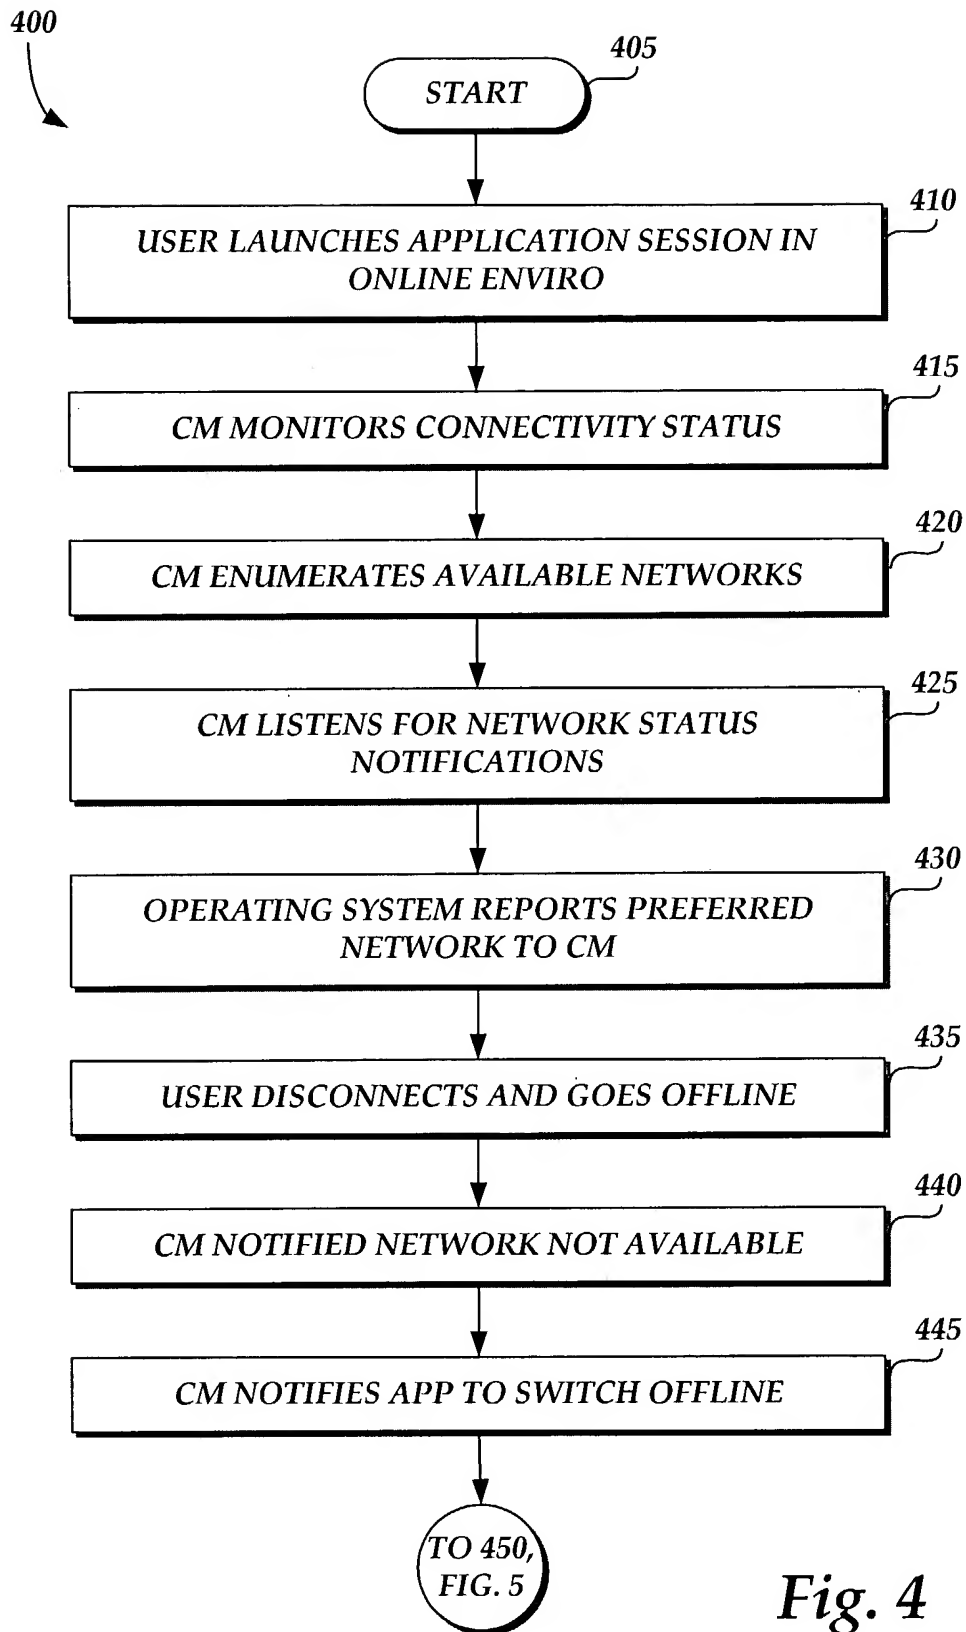 400
405
START
410
USER LAUNCHES APPLICATION SESSION IN
ONLINE ENVIRO
415
CM MONITORS CONNECTIVITY STATUS
420
CM ENUMERATES AVAILABLE NETWORKS
425
CM LISTENS FOR NETWORK STATUS
NOTIFICATIONS
430
OPERATING SYSTEM REPORTS PREFERRED
NETWORK TO CM
435
USER DISCONNECTS AND GOES OFFLINE
440
CM NOTIFIED NETWORK NOT AVAILABLE
445
CM NOTIFIES APP TO SWITCH OFFLINE
TO 450,
FIG. 5
Fig. 4